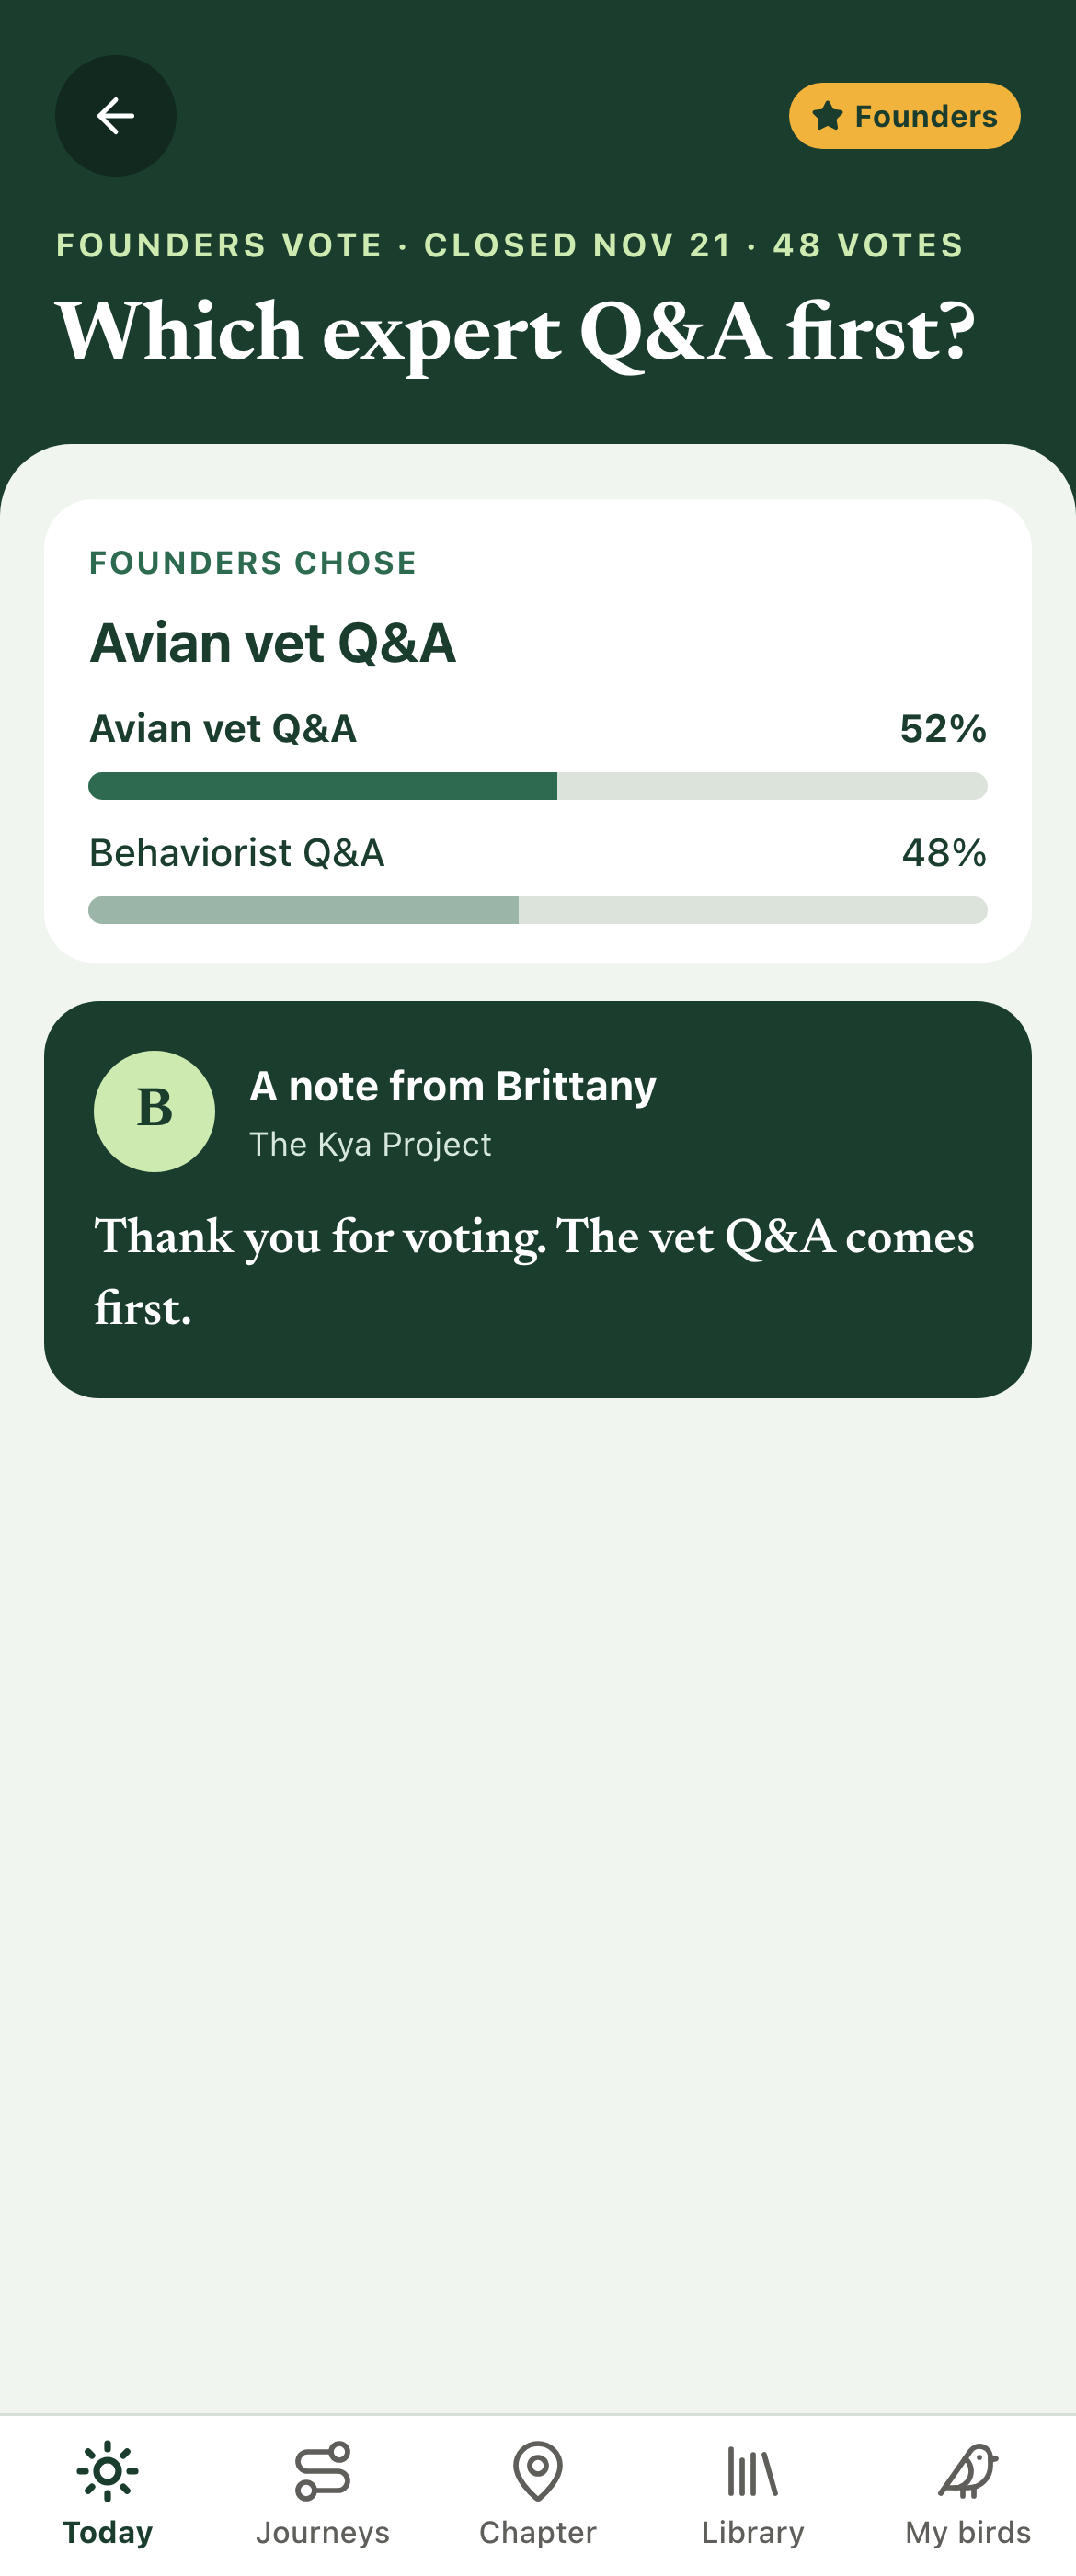 Founders
FOUNDERS VOTE · CLOSED NOV 21 · 48 VOTES
Which expert Q&A first?
FOUNDERS CHOSE
Avian vet Q&A
Avian vet Q&A 52%
Behaviorist Q&A 48%
B
A note from Brittany
The Kya Project
Thank you for voting. The vet Q&A comes
first.
Today Journeys Chapter Library My birds